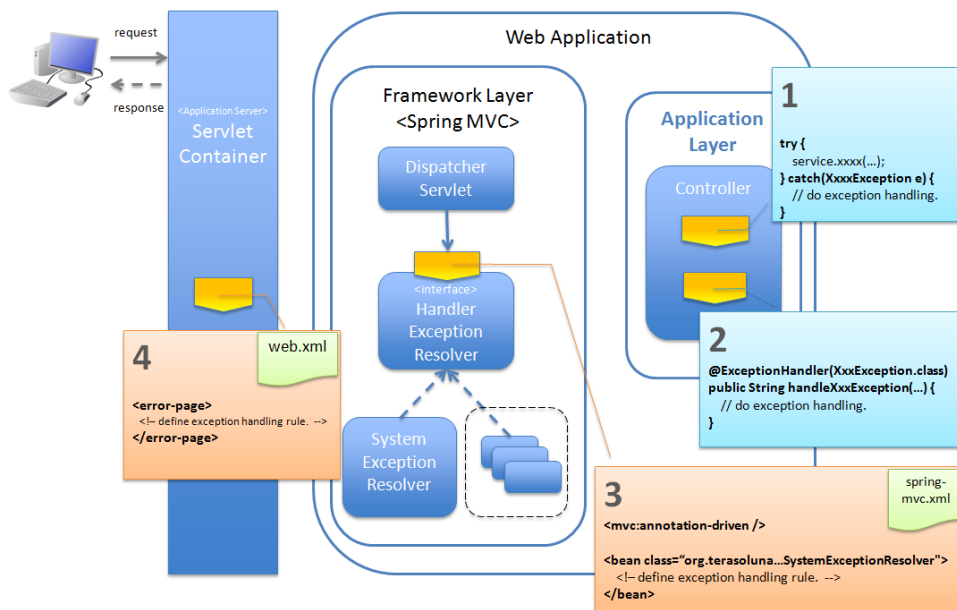 request
response
<Application Server>
Servlet
Container
Web Application
Framework Layer
<Spring MVC>
Dispatcher
Servlet
<interface>
Handler
Exception
Resolver
System
Exception
Resolver
Application
Layer
Controller
1
try {
service.xxxx(…);
} catch(XxxxException e) {
// do exception handling.
}
2
@ExceptionHandler(XxxException.class)
public String handleXxxException(…) {
// do exception handling.
}
3
spring-
mvc.xml
<mvc:annotation-driven />
<bean class=“org.terasoluna...SystemExceptionResolver">
<!– define exception handling rule. -->
</bean>
4
web.xml
<error-page>
<!– define exception handling rule. -->
</error-page>